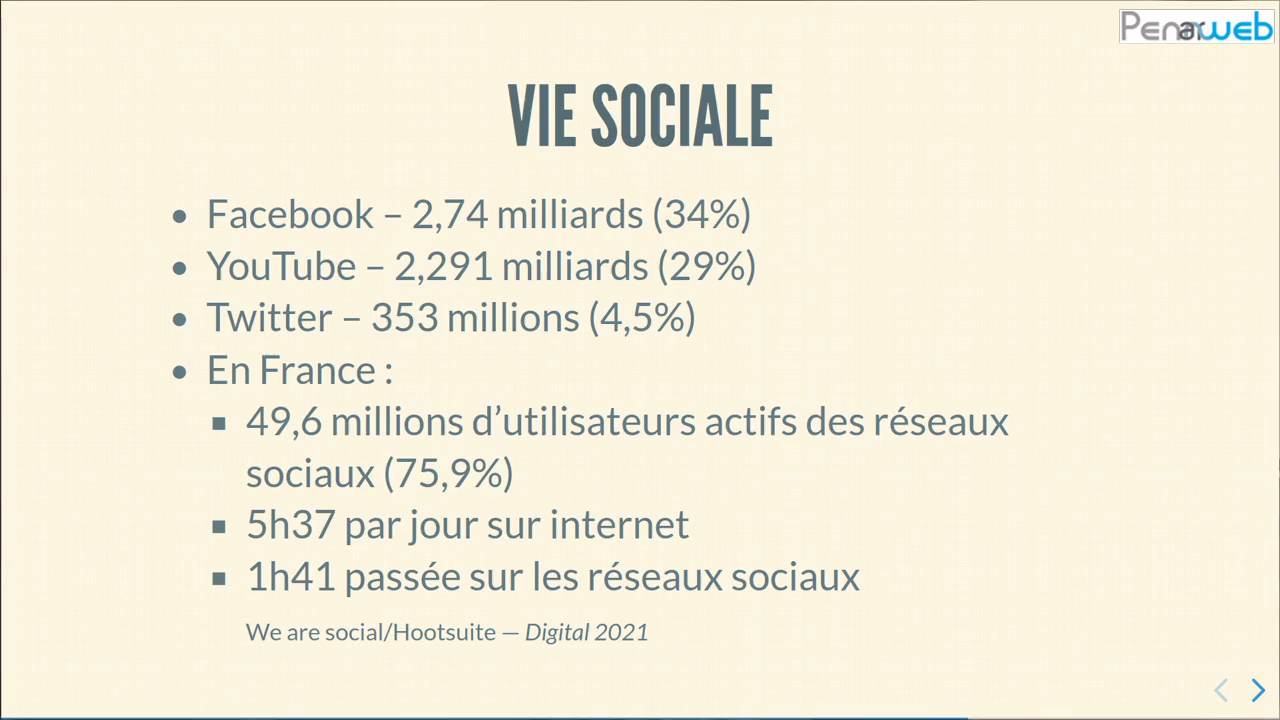 Penarweb
VIE SOCIALE
• Facebook – 2,74 milliards (34%)
• YouTube – 2,291 milliards (29%)
• Twitter – 353 millions (4,5%)
• En France :
▪ 49,6 millions d’utilisateurs actifs des réseaux
sociaux (75,9%)
▪ 5h37 par jour sur internet
▪ 1h41 passée sur les réseaux sociaux
We are social/Hootsuite — Digital 2021